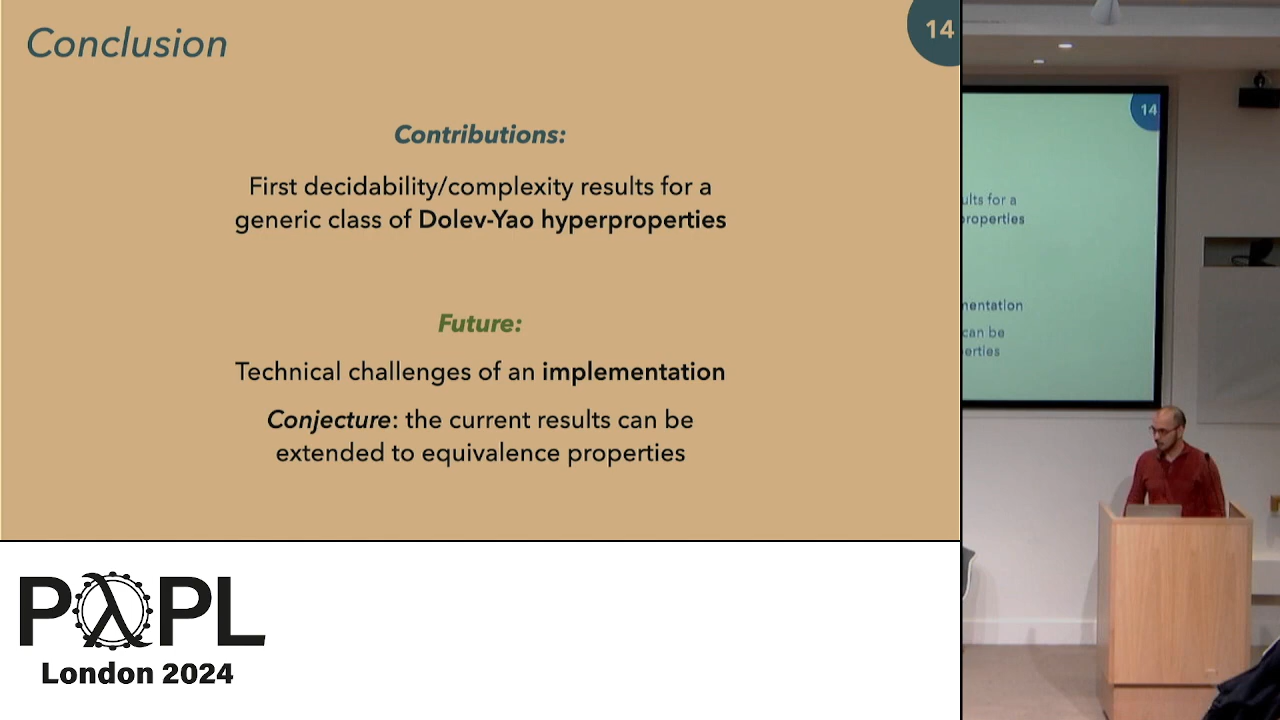 Conclusion
14
Contributions:
First decidability/complexity results for a
generic class of Dolev-Yao hyperproperties
Future:
Technical challenges of an implementation
Conjecture: the current results can be
extended to equivalence properties
PλPL
London 2024
14
ults for a
properties
nentation
can be
erties